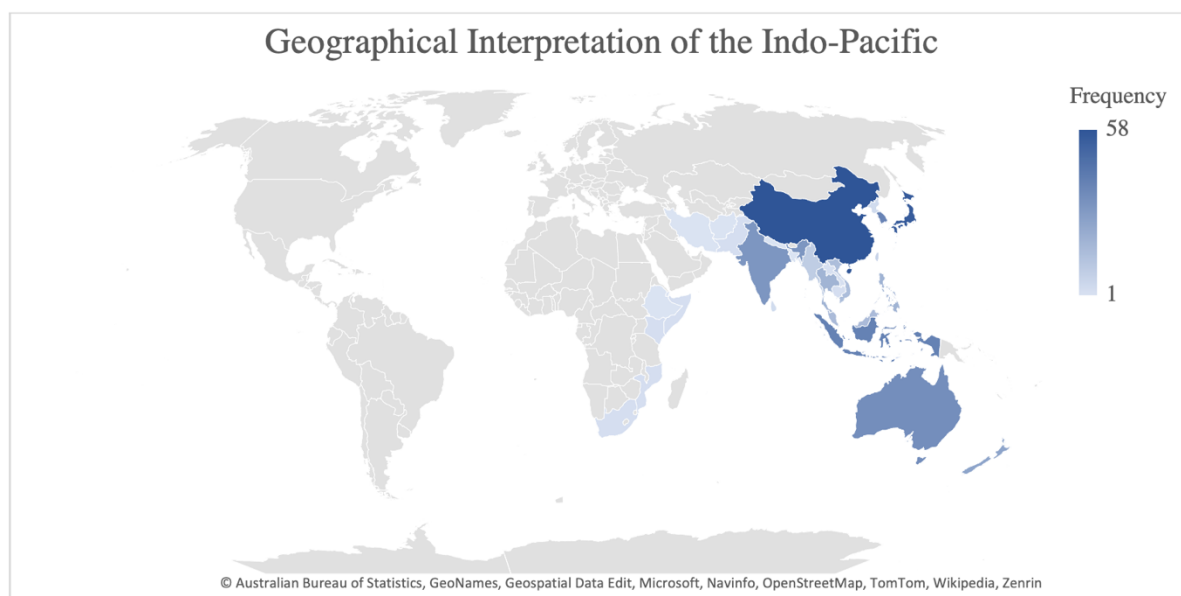 Geographical Interpretation of the Indo-Pacific
Frequency
58
1
© Australian Bureau of Statistics, GeoNames, Geospatial Data Edit, Microsoft, Navinfo, OpenStreetMap, TomTom, Wikipedia, Zenrin